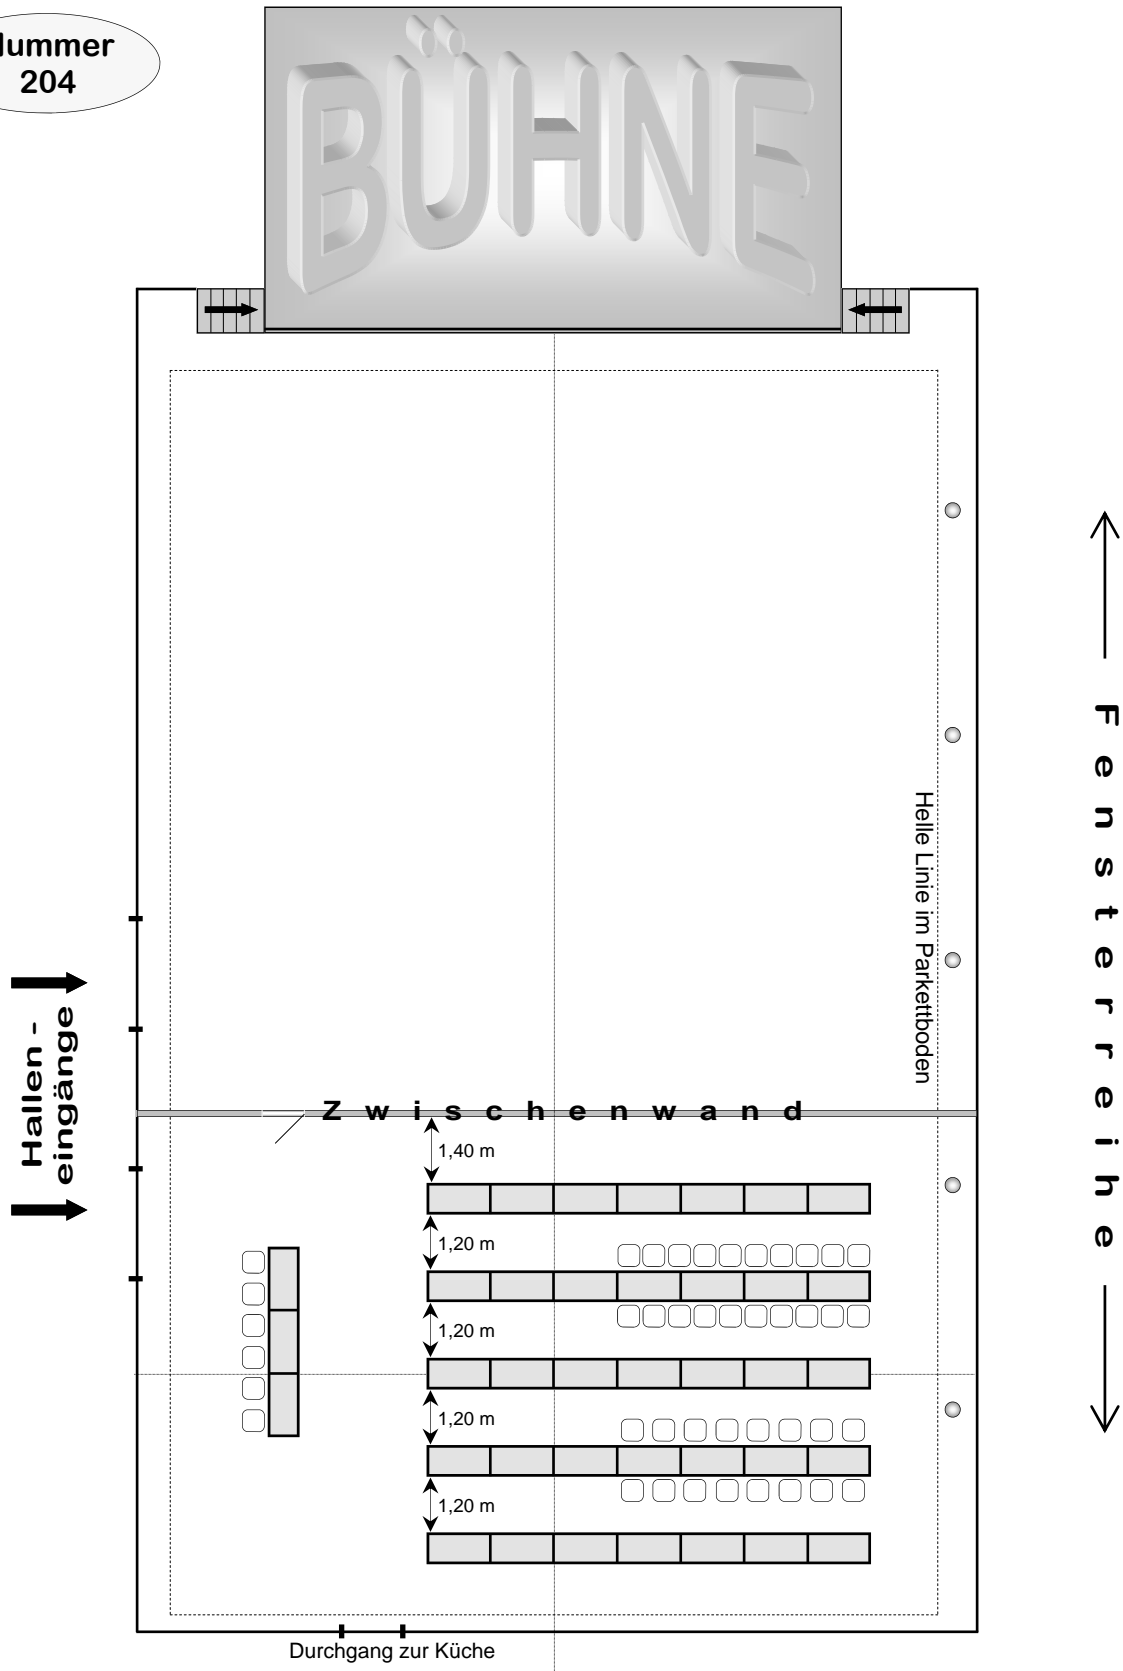 204
BÜHNE
Fensterreihe
Helle Linie im Parkettboden
Hallen -
eingänge
Zwischenwand
1,40 m
1,20 m
1,20 m
1,20 m
1,20 m
Durchgang zur Küche